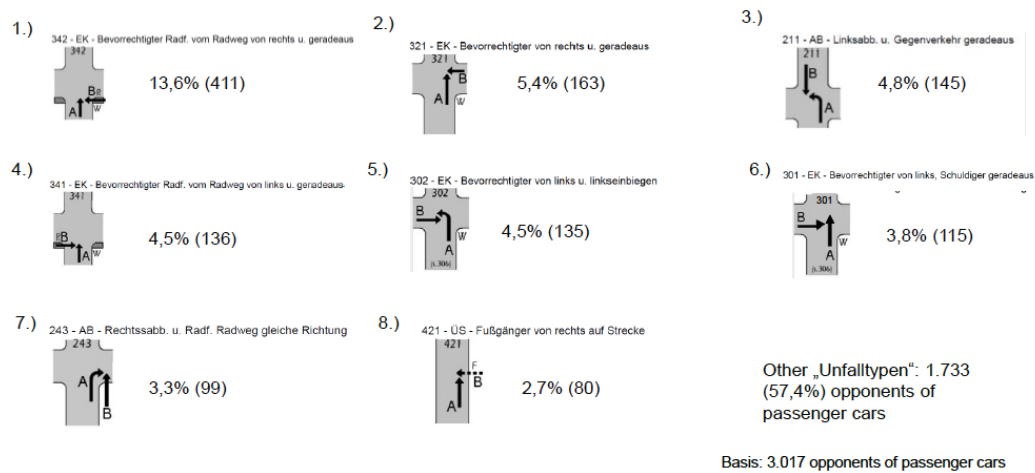 1.)
342 - EK - Bevorrechtigter Radf. vom Radweg von rechts u. geradeaus
342
B R
A
W
13,6% (411)
2.)
321 - EK - Bevorrechtigter von rechts u. geradeaus
321
B
A
5,4% (163)
3.)
211 - AB - Linksabb. u. Gegenverkehr geradeaus
211
B
A
4,8% (145)
4.)
341 - EK - Bevorrechtigter Radf. vom Radweg von links u. geradeaus
341
B
A
W
4,5% (136)
5.)
302 - EK - Bevorrechtigter von links u. linkseinbiegen
302
B
A
W
(s.306)
4,5% (135)
6.)
301 - EK - Bevorrechtigter von links, Schuldiger geradeaus
301
B
A
W
(s.306)
3,8% (115)
7.)
243 - AB - Rechtssabb. u. Radf. Radweg gleiche Richtung
243
A
B
3,3% (99)
8.)
421 - ÜS - Fußgänger von rechts auf Strecke
421
F
B
A
2,7% (80)
Other „Unfalltypen“: 1.733
(57,4%) opponents of
passenger cars
Basis: 3.017 opponents of passenger cars